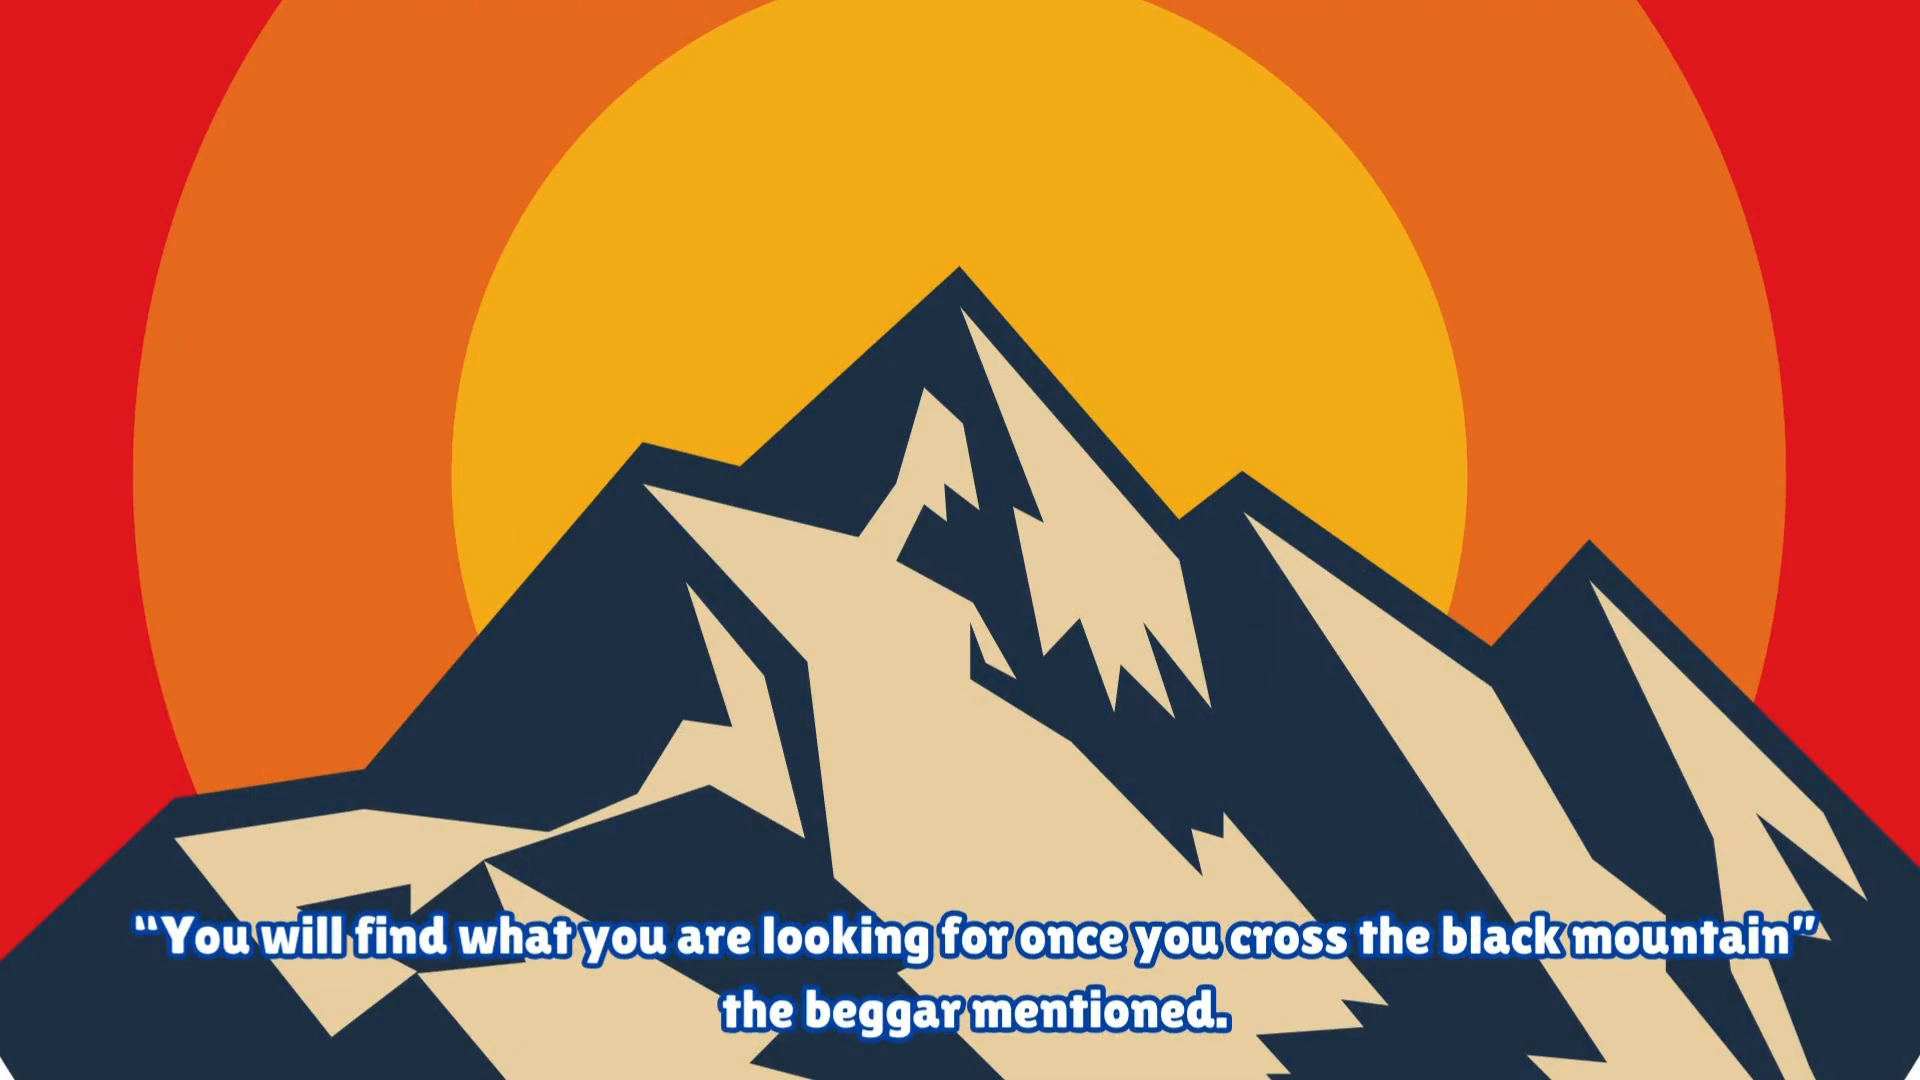 “You will find what you are looking for once you cross the black mountain”
the beggar mentioned.